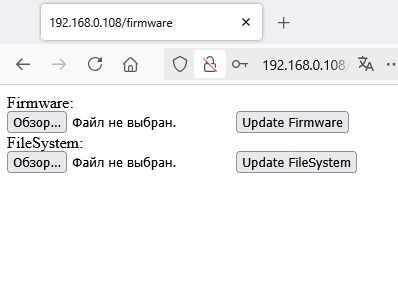 192.168.0.108/firmware
192.168.0.108/
Firmware:
Обзор... Файл не выбран. Update Firmware
FileSystem:
Обзор... Файл не выбран. Update FileSystem